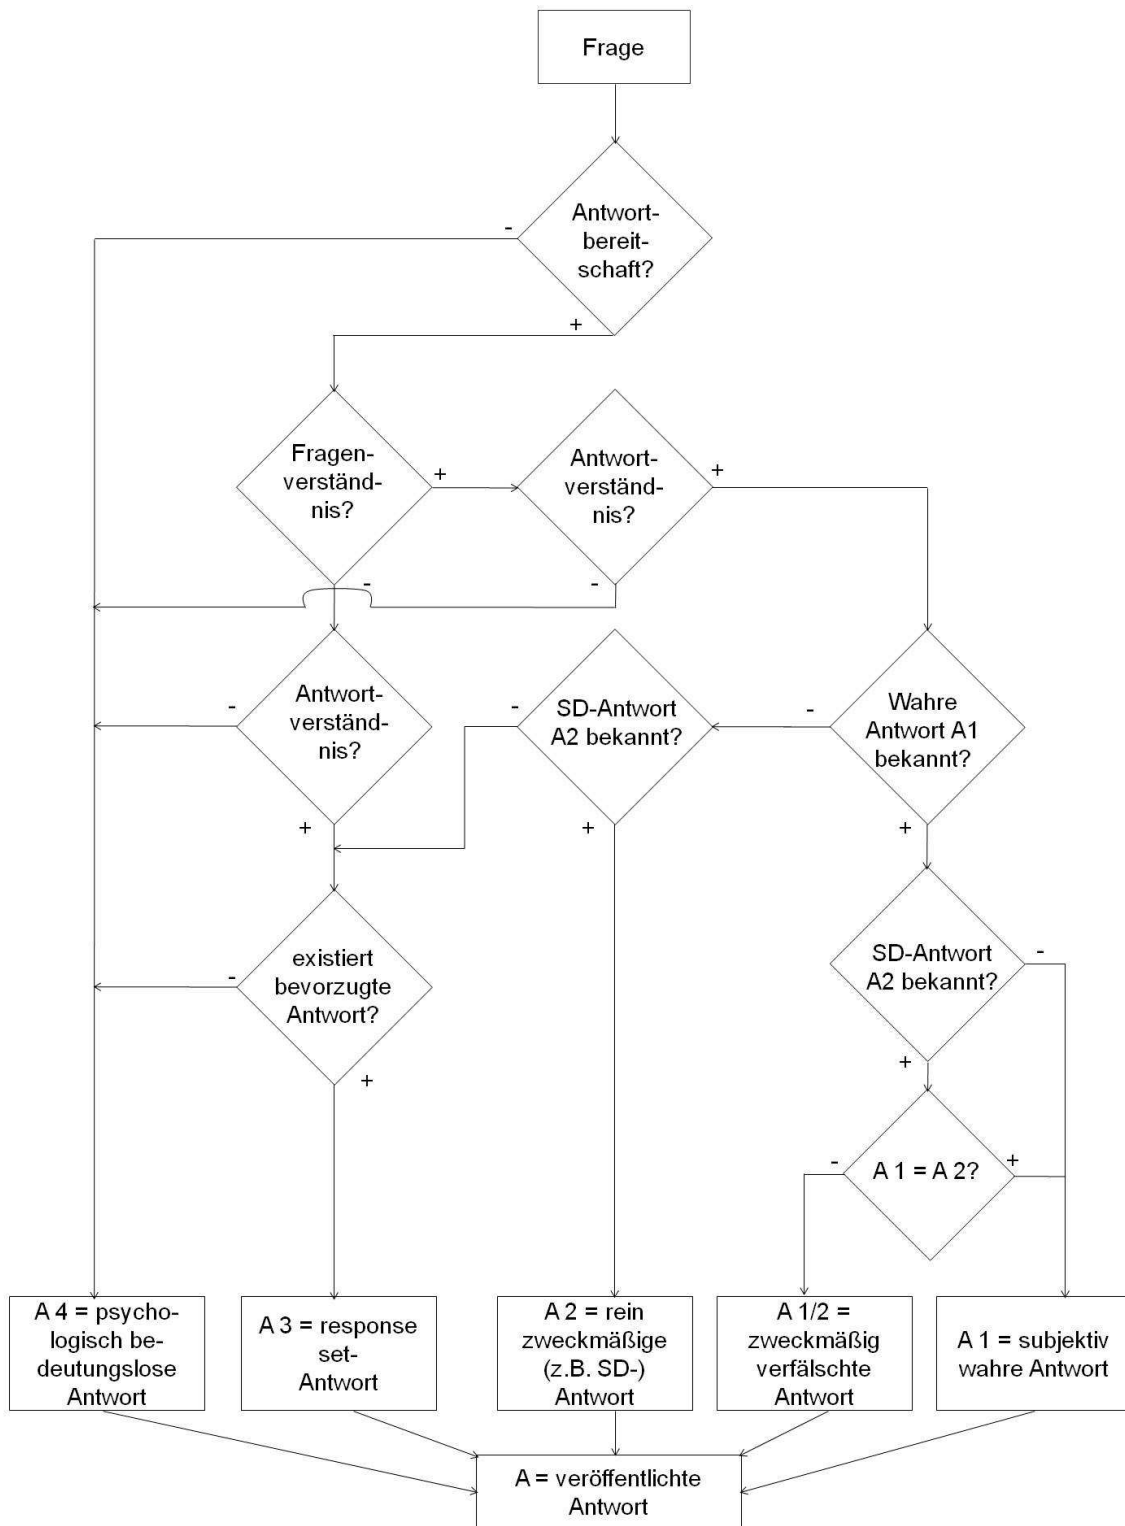 Frage
Antwort-
bereit-
schaft?
-
+
Fragen-
verständ-
nis?
+
-
Antwort-
verständ-
nis?
+
-
Antwort-
verständ-
nis?
-
+
SD-Antwort
A2 bekannt?
-
+
Wahre
Antwort A1
bekannt?
-
+
existiert
bevorzugte
Antwort?
-
+
SD-Antwort
A2 bekannt?
-
+
A 1 = A 2?
-
+
A 4 = psycho-
logisch be-
deutungslose
Antwort
A 3 = response
set-
Antwort
A 2 = rein
zweckmäßige
(z.B. SD-)
Antwort
A 1/2 =
zweckmäßig
verfälschte
Antwort
A 1 = subjektiv
wahre Antwort
A = veröffentlichte
Antwort